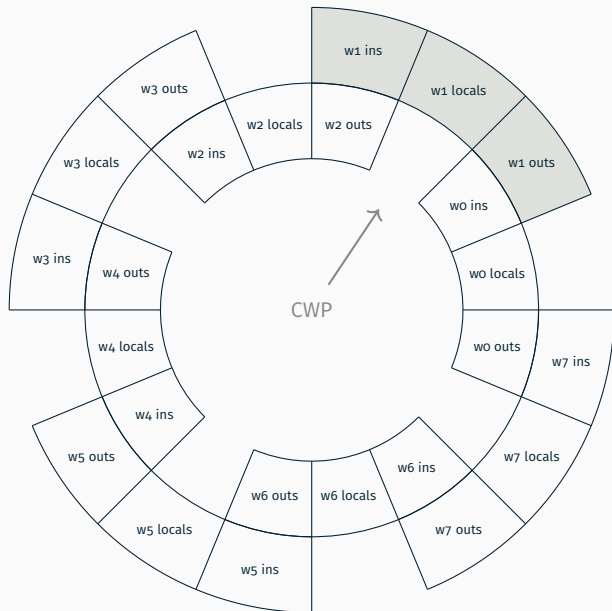 w1 ins
w3 outs
w1 locals
w2 locals
w2 outs
w2 ins
w3 locals
w1 outs
w0 ins
w3 ins
w4 outs
w0 locals
CWP
w4 locals
w0 outs
w7 ins
w4 ins
w5 outs
w7 locals
w6 ins
w6 outs
w6 locals
w5 locals
w7 outs
w5 ins